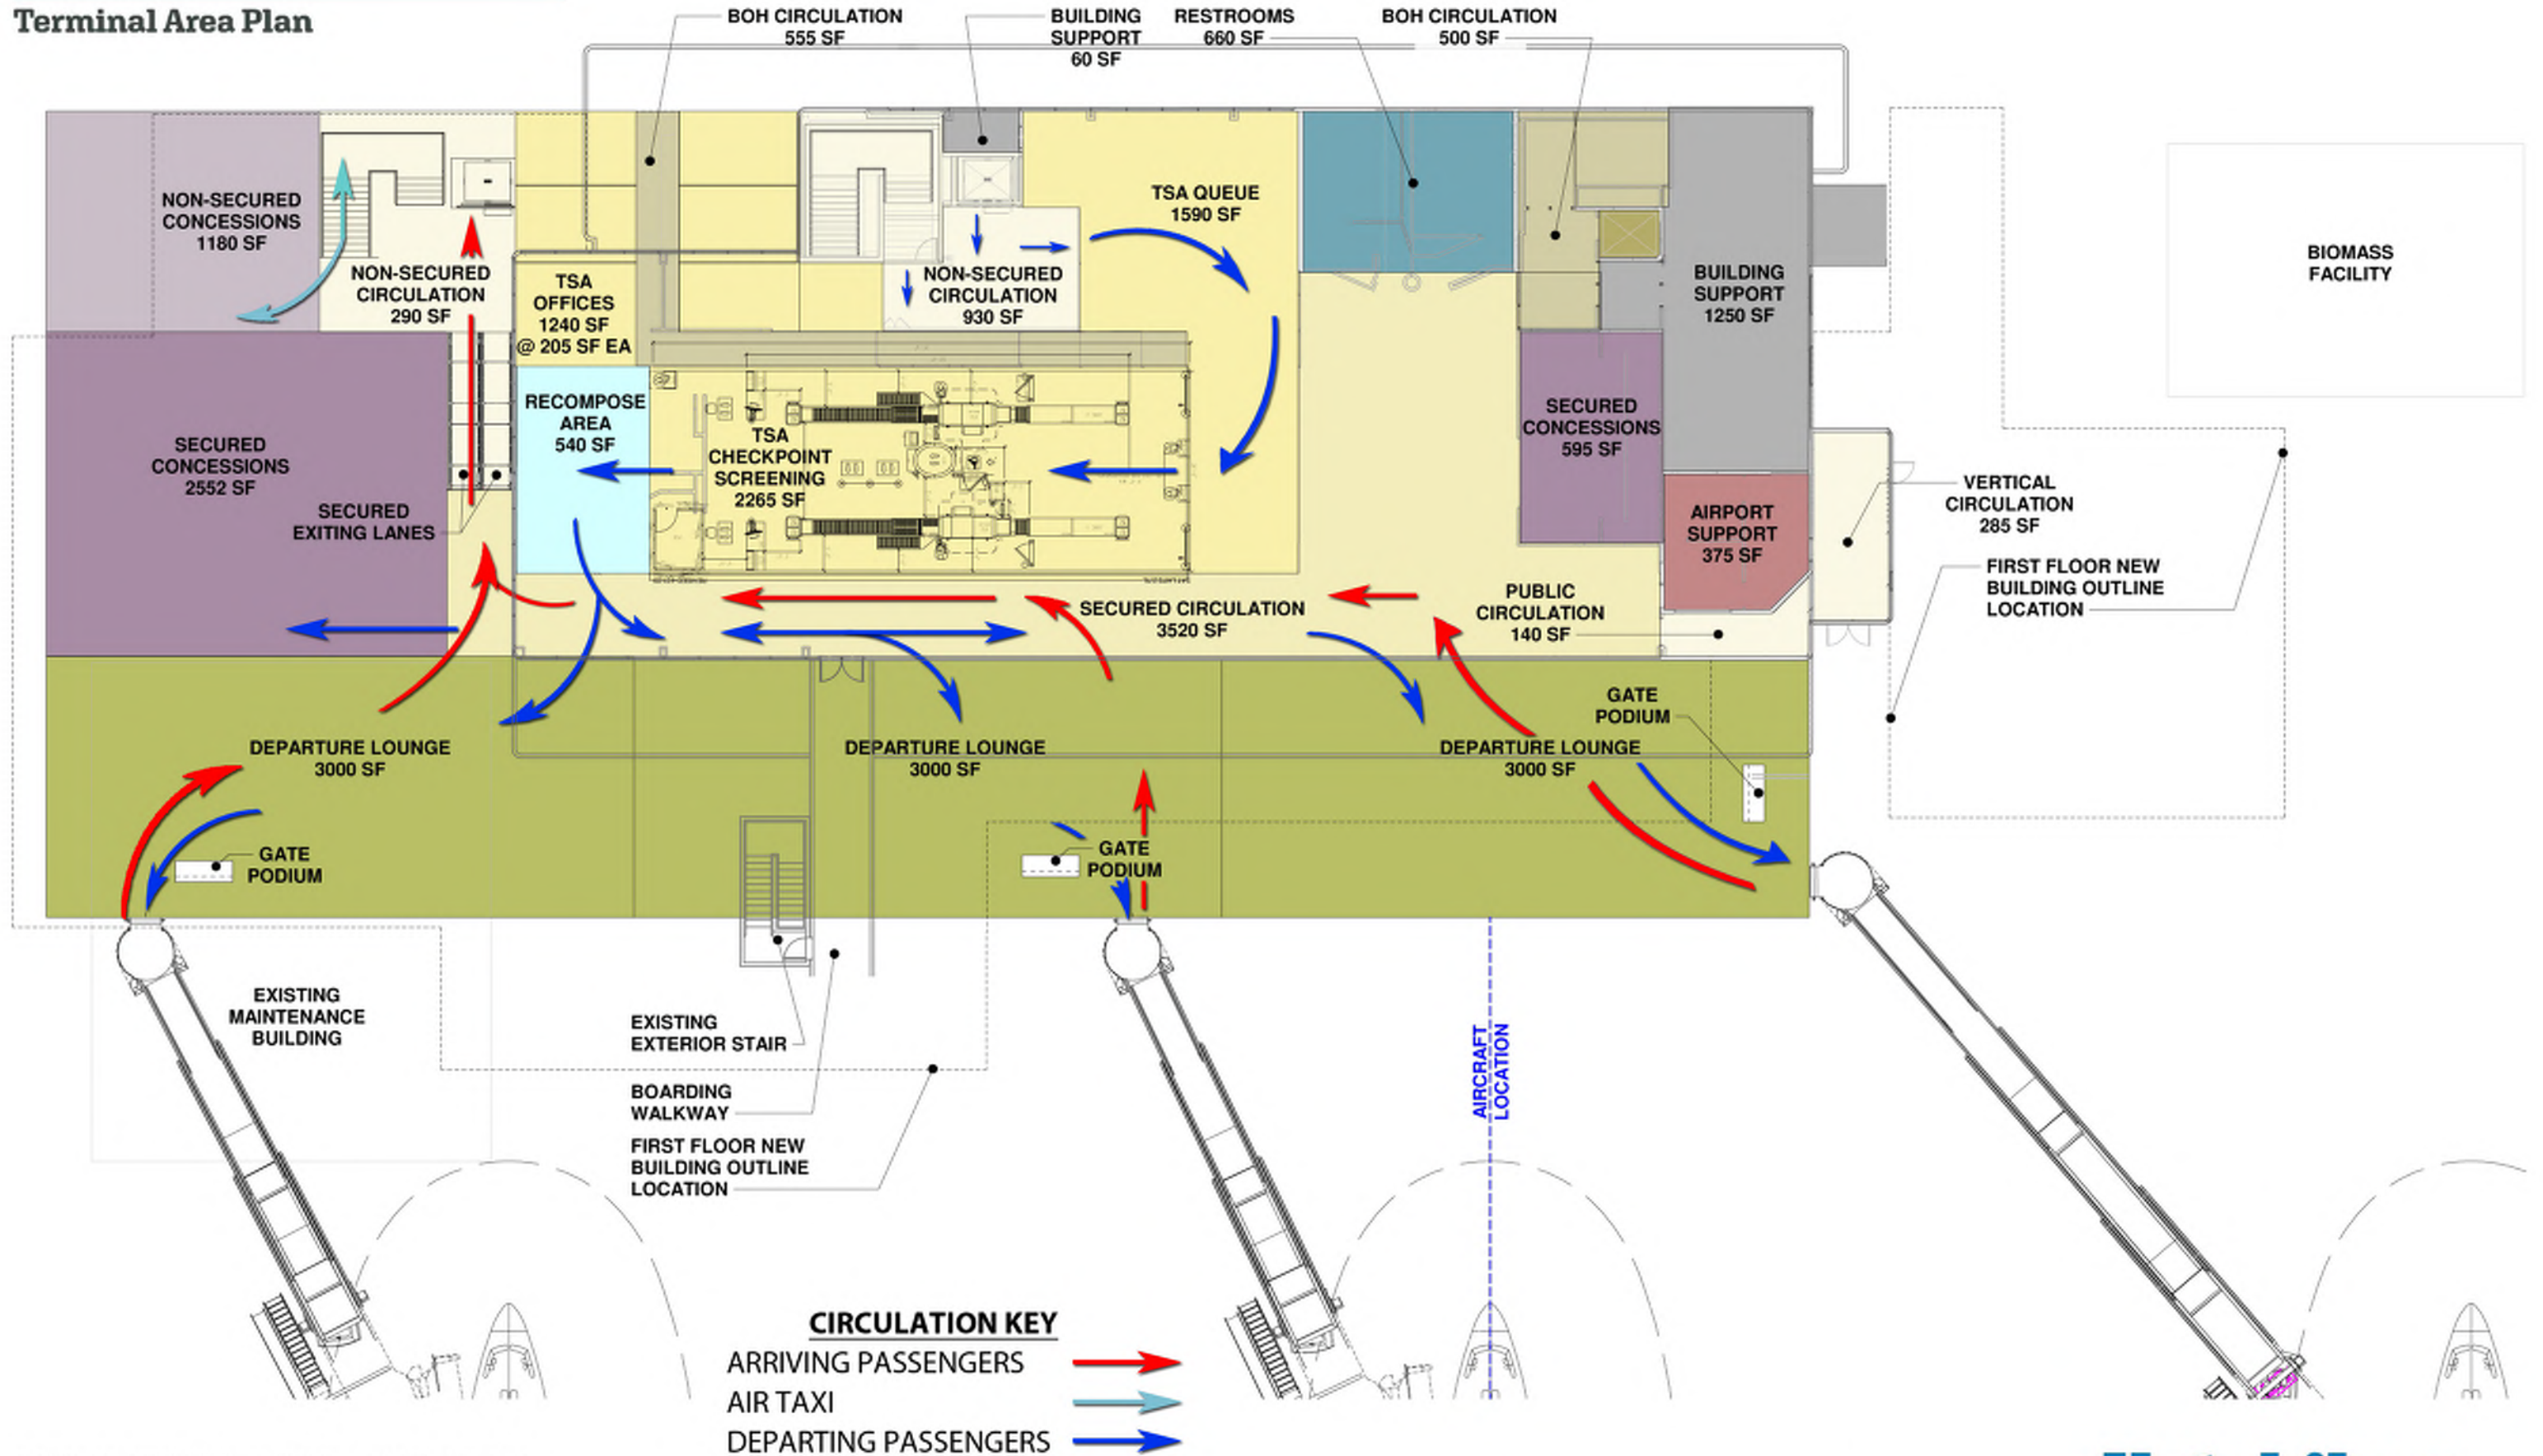 Terminal Area Plan
BOH CIRCULATION
555 SF
BUILDING
SUPPORT
60 SF
RESTROOMS
660 SF
BOH CIRCULATION
500 SF
NON-SECURED
CONCESSIONS
1180 SF
NON-SECURED
CIRCULATION
290 SF
TSA
OFFICES
1240 SF
@ 205 SF EA
NON-SECURED
CIRCULATION
930 SF
TSA QUEUE
1590 SF
BUILDING
SUPPORT
1250 SF
BIOMASS
FACILITY
SECURED
CONCESSIONS
2552 SF
SECURED
EXITING LANES
RECOMPOSE
AREA
540 SF
TSA
CHECKPOINT
SCREENING
2265 SF
SECURED
CONCESSIONS
595 SF
AIRPORT
SUPPORT
375 SF
VERTICAL
CIRCULATION
285 SF
FIRST FLOOR NEW
BUILDING OUTLINE
LOCATION
SECURED CIRCULATION
3520 SF
PUBLIC
CIRCULATION
140 SF
DEPARTURE LOUNGE
3000 SF
DEPARTURE LOUNGE
3000 SF
DEPARTURE LOUNGE
3000 SF
GATE
PODIUM
GATE
PODIUM
GATE
PODIUM
EXISTING
MAINTENANCE
BUILDING
EXISTING
EXTERIOR STAIR
BOARDING
WALKWAY
FIRST FLOOR NEW
BUILDING OUTLINE
LOCATION
AIRCRAFT
LOCATION
CIRCULATION KEY
ARRIVING PASSENGERS
AIR TAXI
DEPARTING PASSENGERS